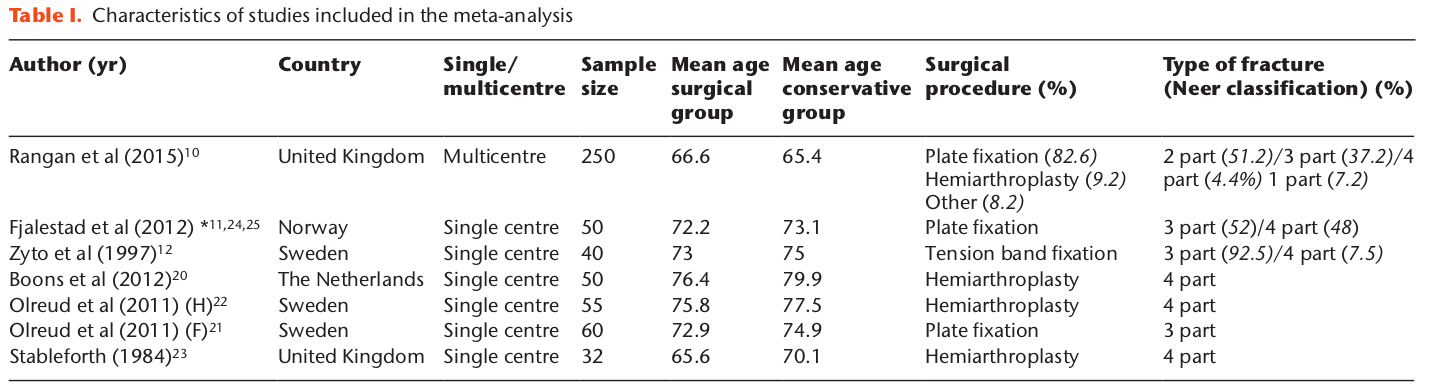 Table I. Characteristics of studies included in the meta-analysis
Author (yr) Country Single/ Sample Mean age Mean age Surgical Type of fracture
multicentre size surgical conservative procedure (%) (Neer classification) (%)
group group
Rangan et al (2015)10 United Kingdom Multicentre 250 66.6 65.4 Plate fixation (82.6) 2 part (51.2)/3 part (37.2)/4
Hemiarthroplasty (9.2) part (4.4%) 1 part (7.2)
Other (8.2)
Fjalestad et al (2012) *11,24,25 Norway Single centre 50 72.2 73.1 Plate fixation 3 part (52)/4 part (48)
Zyto et al (1997)12 Sweden Single centre 40 73 75 Tension band fixation 3 part (92.5)/4 part (7.5)
Boons et al (2012)20 The Netherlands Single centre 50 76.4 79.9 Hemiarthroplasty 4 part
Olreud et al (2011) (H)22 Sweden Single centre 55 75.8 77.5 Hemiarthroplasty 4 part
Olreud et al (2011) (F)21 Sweden Single centre 60 72.9 74.9 Plate fixation 3 part
Stableforth (1984)23 United Kingdom Single centre 32 65.6 70.1 Hemiarthroplasty 4 part